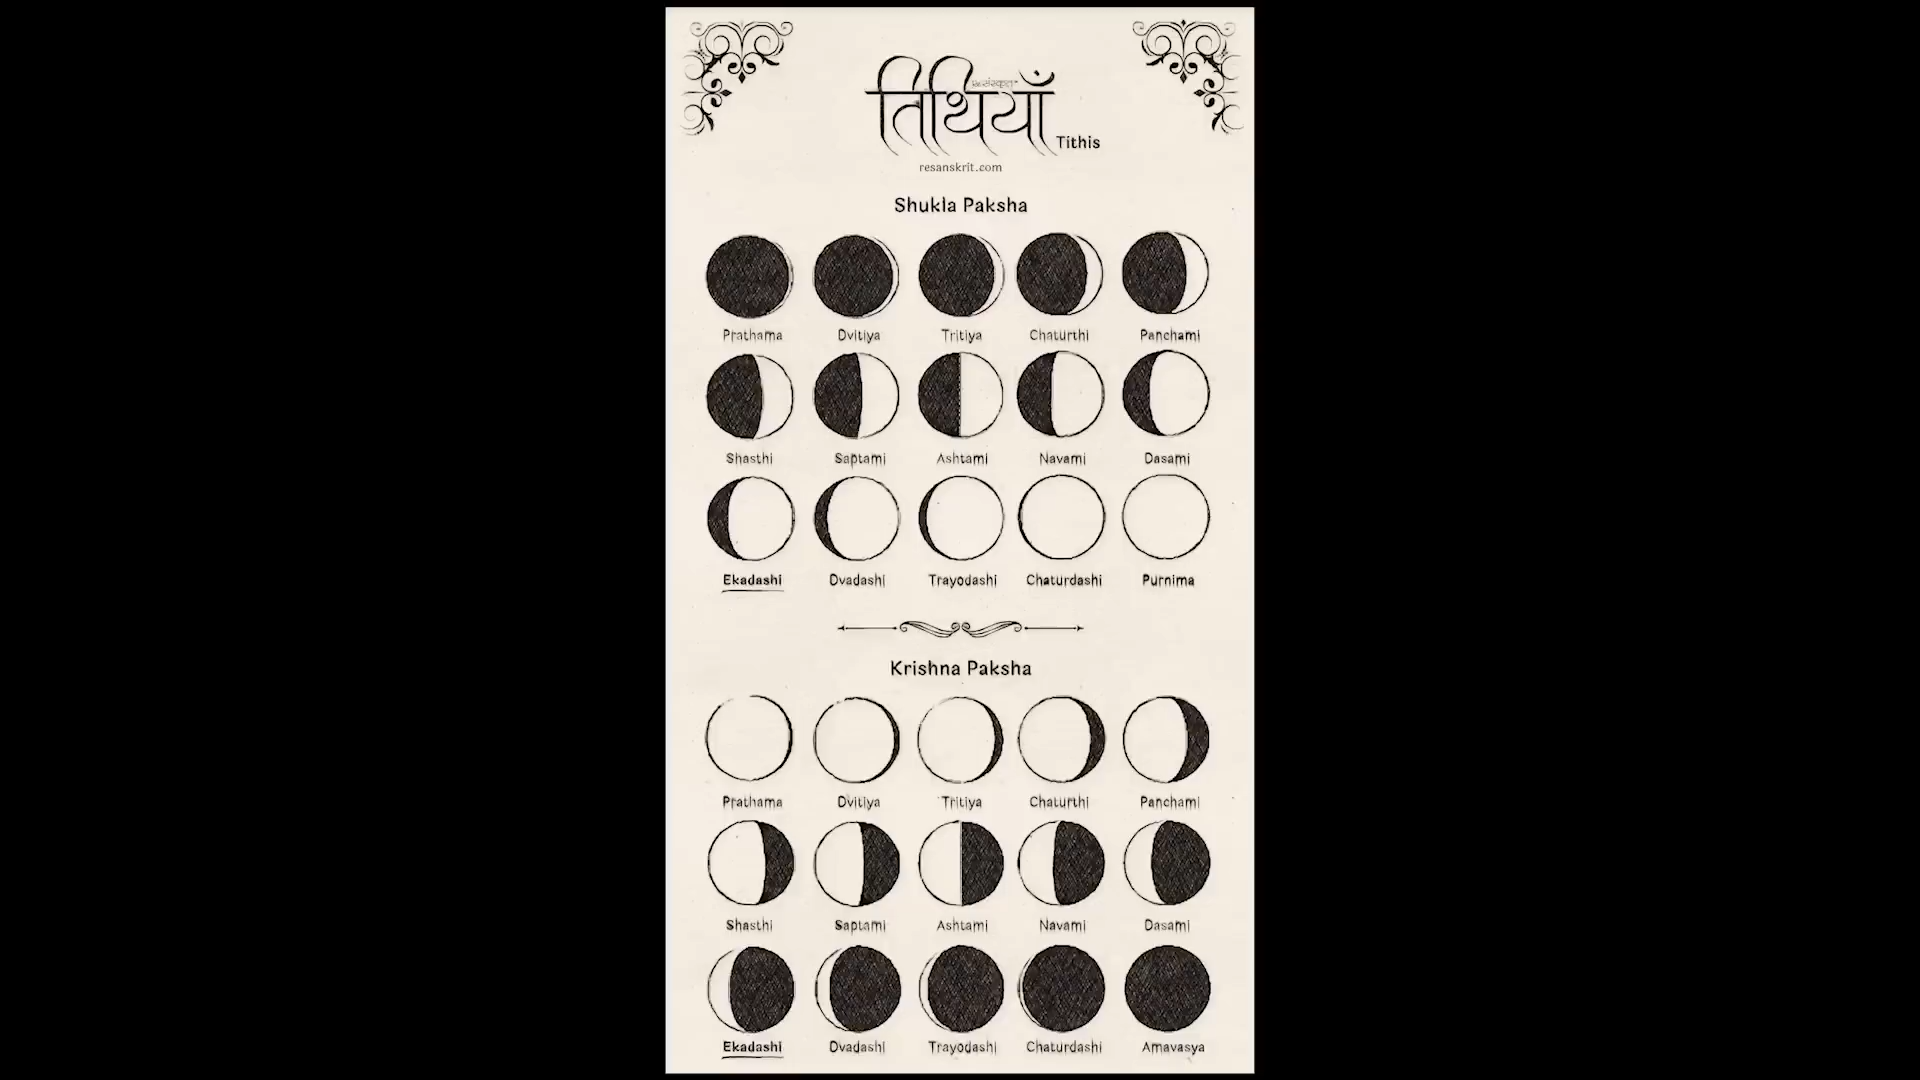 तिथियाँ Tithis
resanskrit.com
Shukla Paksha
Prathama Dvitiya Tritiya Chaturthi Panchami
Shasthi Saptami Ashtami Navami Dasami
Ekadashi Dvadashi Trayodashi Chaturdashi Purnima
Krishna Paksha
Prathama Dvitiya Tritiya Chaturthi Panchami
Shasthi Saptami Ashtami Navami Dasami
Ekadashi Dvadashi Trayodashi Chaturdashi Amavasya